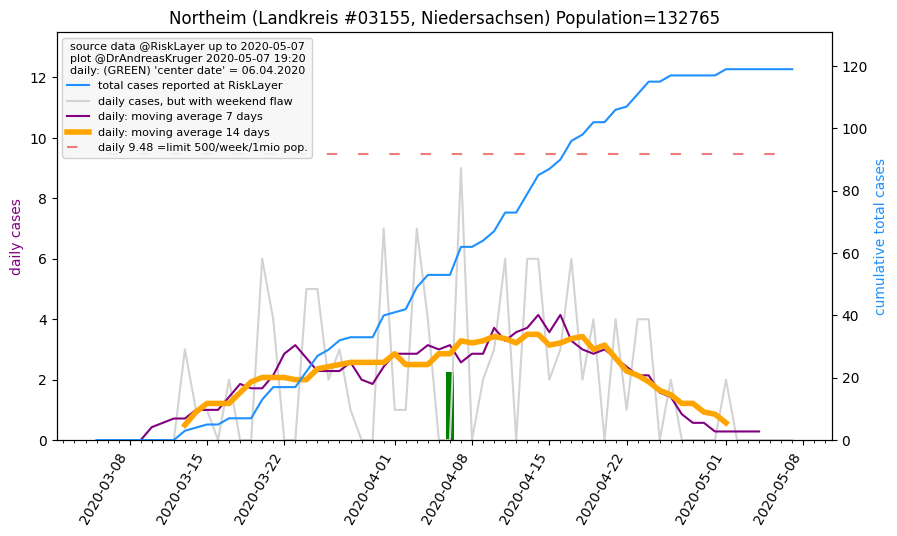 Northeim (Landkreis #03155, Niedersachsen) Population=132765
source data @RiskLayer up to 2020-05-07
plot @DrAndreasKruger 2020-05-07 19:20
daily: (GREEN) 'center date' = 06.04.2020
total cases reported at RiskLayer
daily cases, but with weekend flaw
daily: moving average 7 days
daily: moving average 14 days
daily 9.48 =limit 500/week/1mio pop.
daily cases
0
2
4
6
8
10
12
cumulative total cases
0
20
40
60
80
100
120
2020-03-08
2020-03-15
2020-03-22
2020-04-01
2020-04-08
2020-04-15
2020-04-22
2020-05-01
2020-05-08